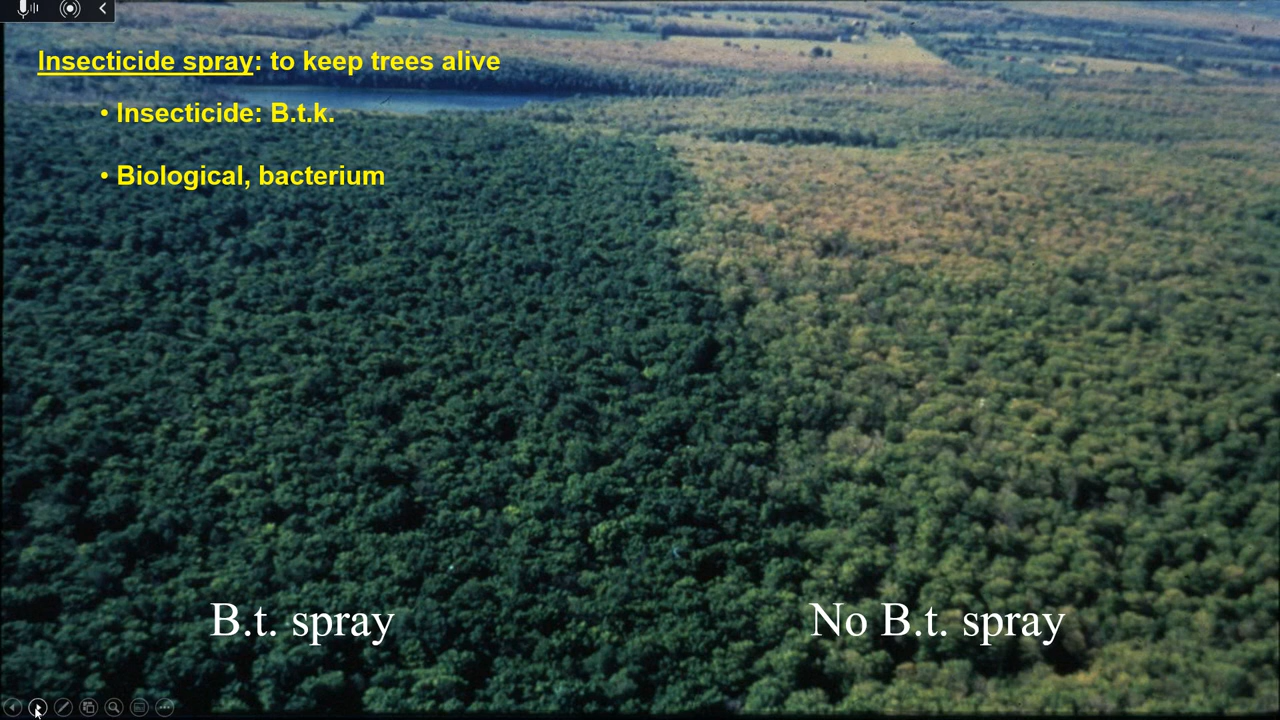 Insecticide spray: to keep trees alive
• Insecticide: B.t.k.
• Biological, bacterium
B.t. spray
No B.t. spray